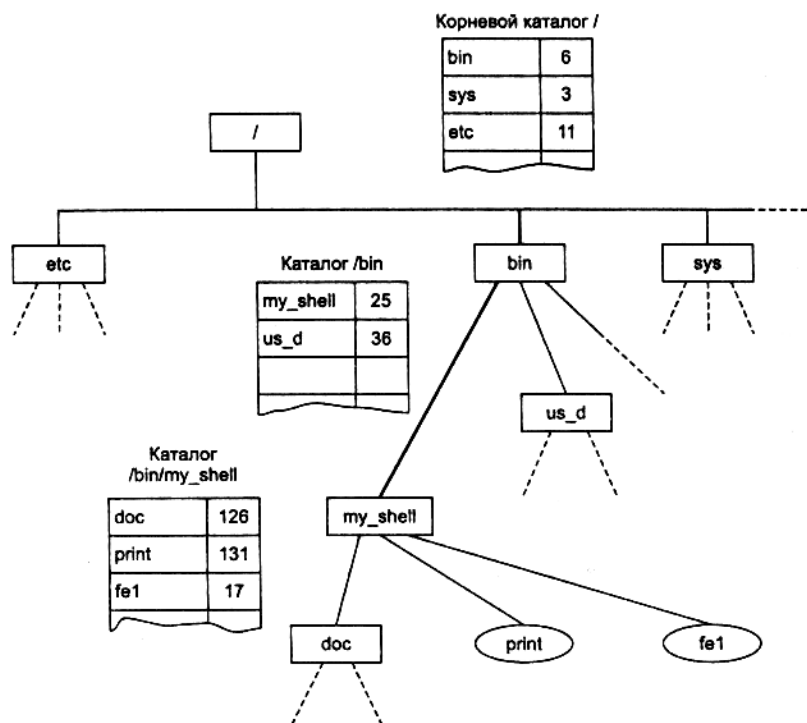 Корневой каталог /
bin 6
sys 3
etc 11
/
etc
bin
sys
Каталог /bin
my_shell 25
us_d 36
us_d
Каталог
/bin/my_shell
doc 126
print 131
fe1 17
my_shell
doc
print
fe1